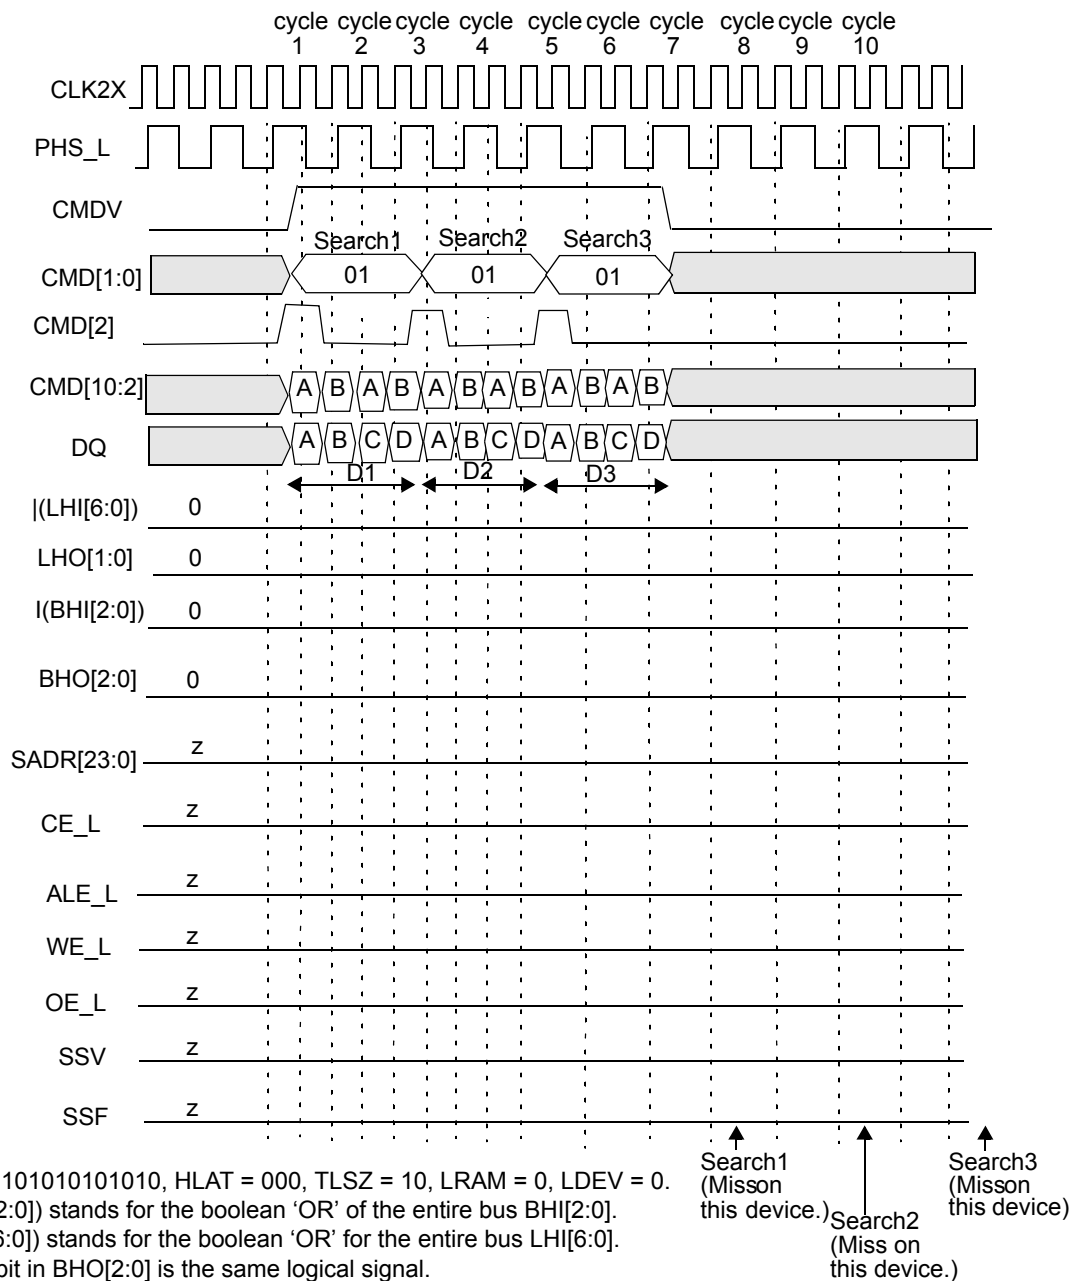 cycle cycle cycle cycle cycle cycle cycle cycle cycle cycle
1 2 3 4 5 6 7 8 9 10
CLK2X
PHS_L
CMDV
Search1 Search2 Search3
CMD[1:0] 01 01 01
CMD[2]
CMD[10:2] A B A B A B A B A B A B
DQ A B C D A B C D A B C D
D1 D2 D3
|(LHI[6:0]) 0
LHO[1:0] 0
I(BHI[2:0]) 0
BHO[2:0] 0
SADR[23:0] z
CE_L z
ALE_L z
WE_L z
OE_L z
SSV z
SSF z
Search1
(Misson
this device.)
Search2
(Miss on
this device.)
Search3
(Misson
this device)
101010101010, HLAT = 000, TLSZ = 10, LRAM = 0, LDEV = 0.
2:0]) stands for the boolean ‘OR’ of the entire bus BHI[2:0].
6:0]) stands for the boolean ‘OR’ for the entire bus LHI[6:0].
bit in BHO[2:0] is the same logical signal.